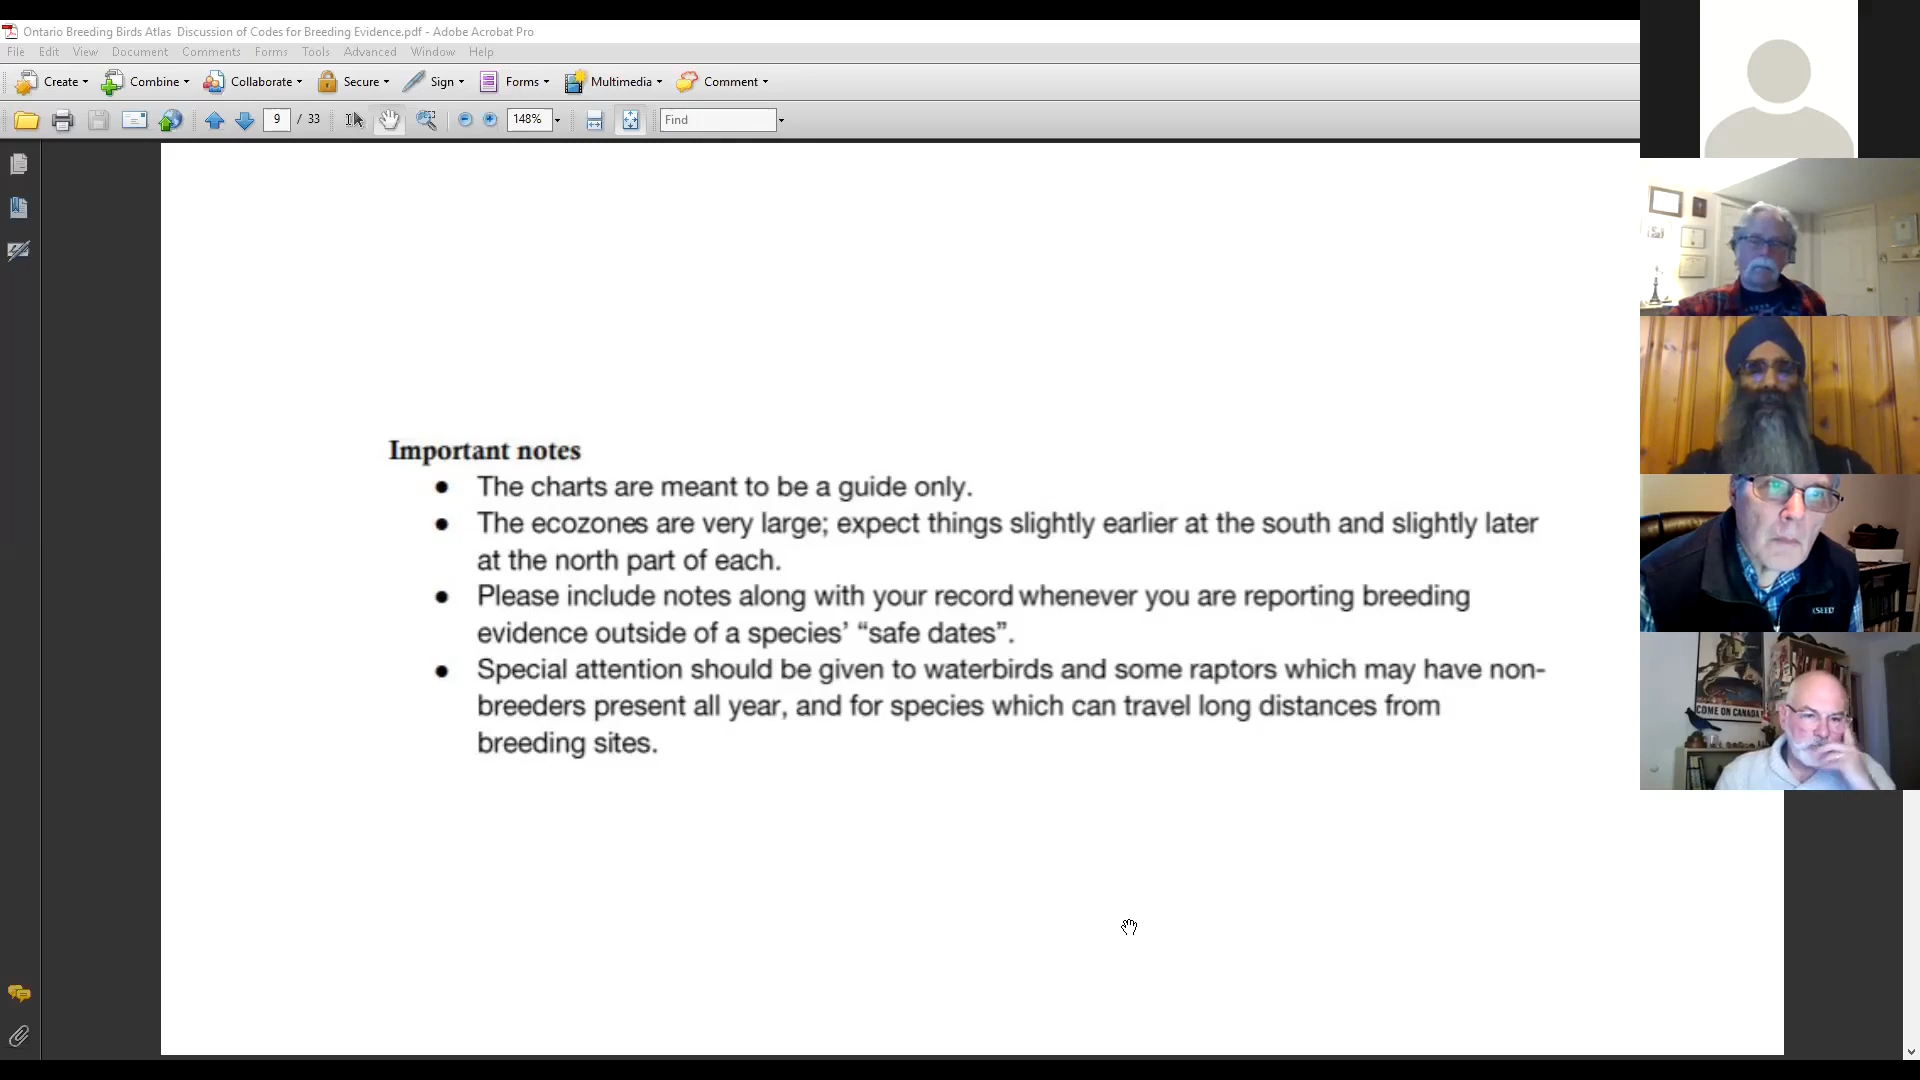 Ontario Breeding Birds Atlas  Discussion of Codes for Breeding Evidence.pdf - Adobe Acrobat Pro
File Edit View Document Comments Forms Tools Advanced Window Help
Create Combine Collaborate Secure Sign Forms Multimedia Comment
9 / 33 148% Find
Important notes
● The charts are meant to be a guide only.
● The ecozones are very large; expect things slightly earlier at the south and slightly later
at the north part of each.
● Please include notes along with your record whenever you are reporting breeding
evidence outside of a species’ “safe dates”.
● Special attention should be given to waterbirds and some raptors which may have non-
breeders present all year, and for species which can travel long distances from
breeding sites.
COME ON CANADA